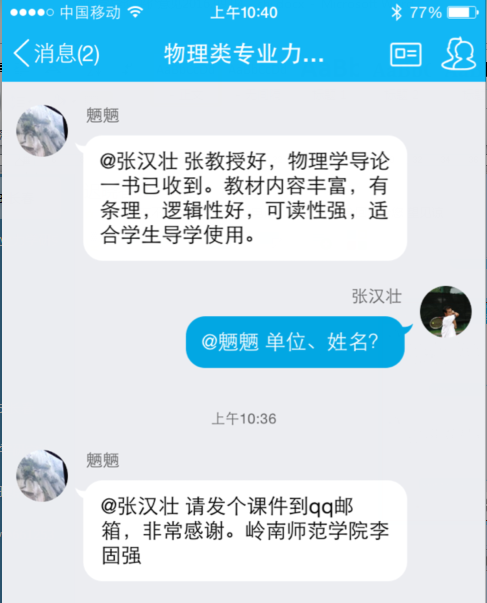 中国移动 上午10:40 77%
消息(2) 物理类专业力...
魍魉
@张汉壮 张教授好，物理学导论
一书已收到。教材内容丰富，有
条理，逻辑性好，可读性强，适
合学生导学使用。
张汉壮
@魍魉 单位、姓名？
上午10:36
魍魉
@张汉壮 请发个课件到qq邮
箱，非常感谢。岭南师范学院李
固强